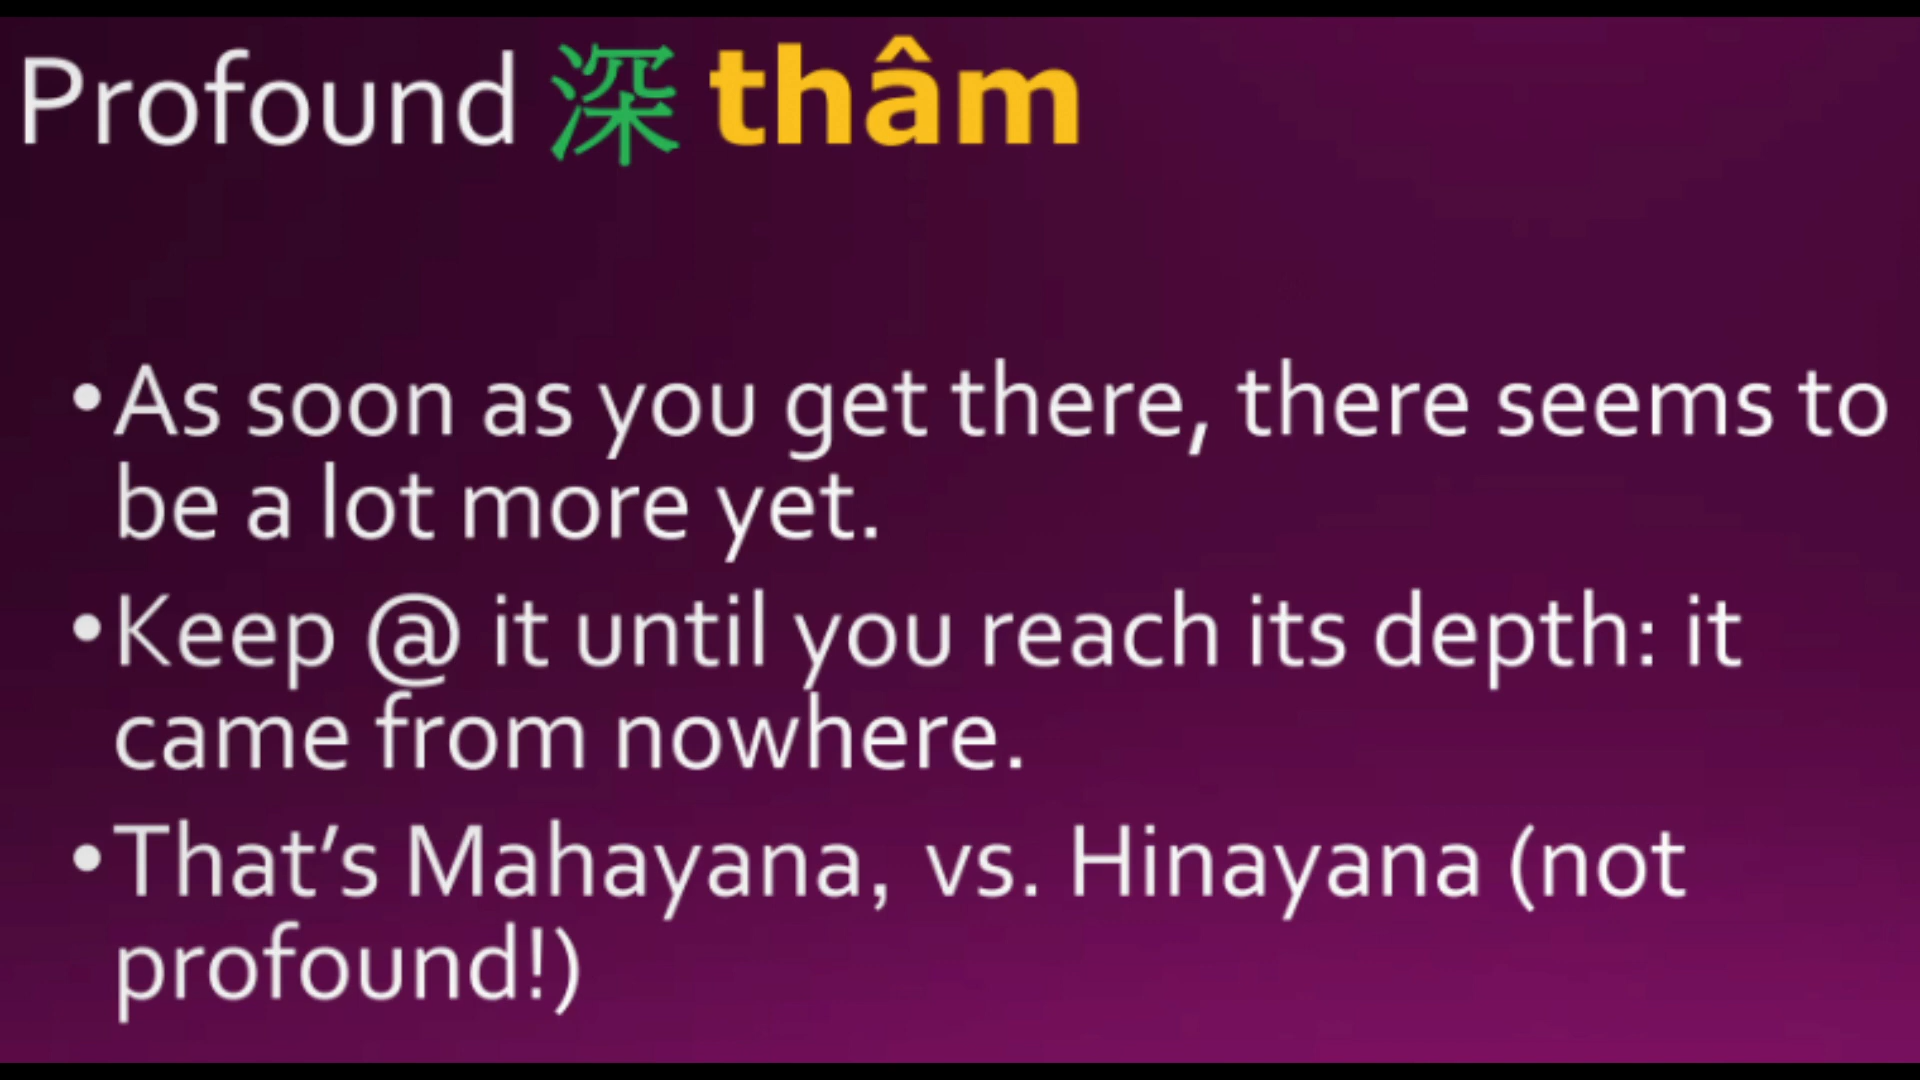 Profound 深 thâm
•As soon as you get there, there seems to
be a lot more yet.
•Keep @ it until you reach its depth: it
came from nowhere.
•That’s Mahayana, vs. Hinayana (not
profound!)